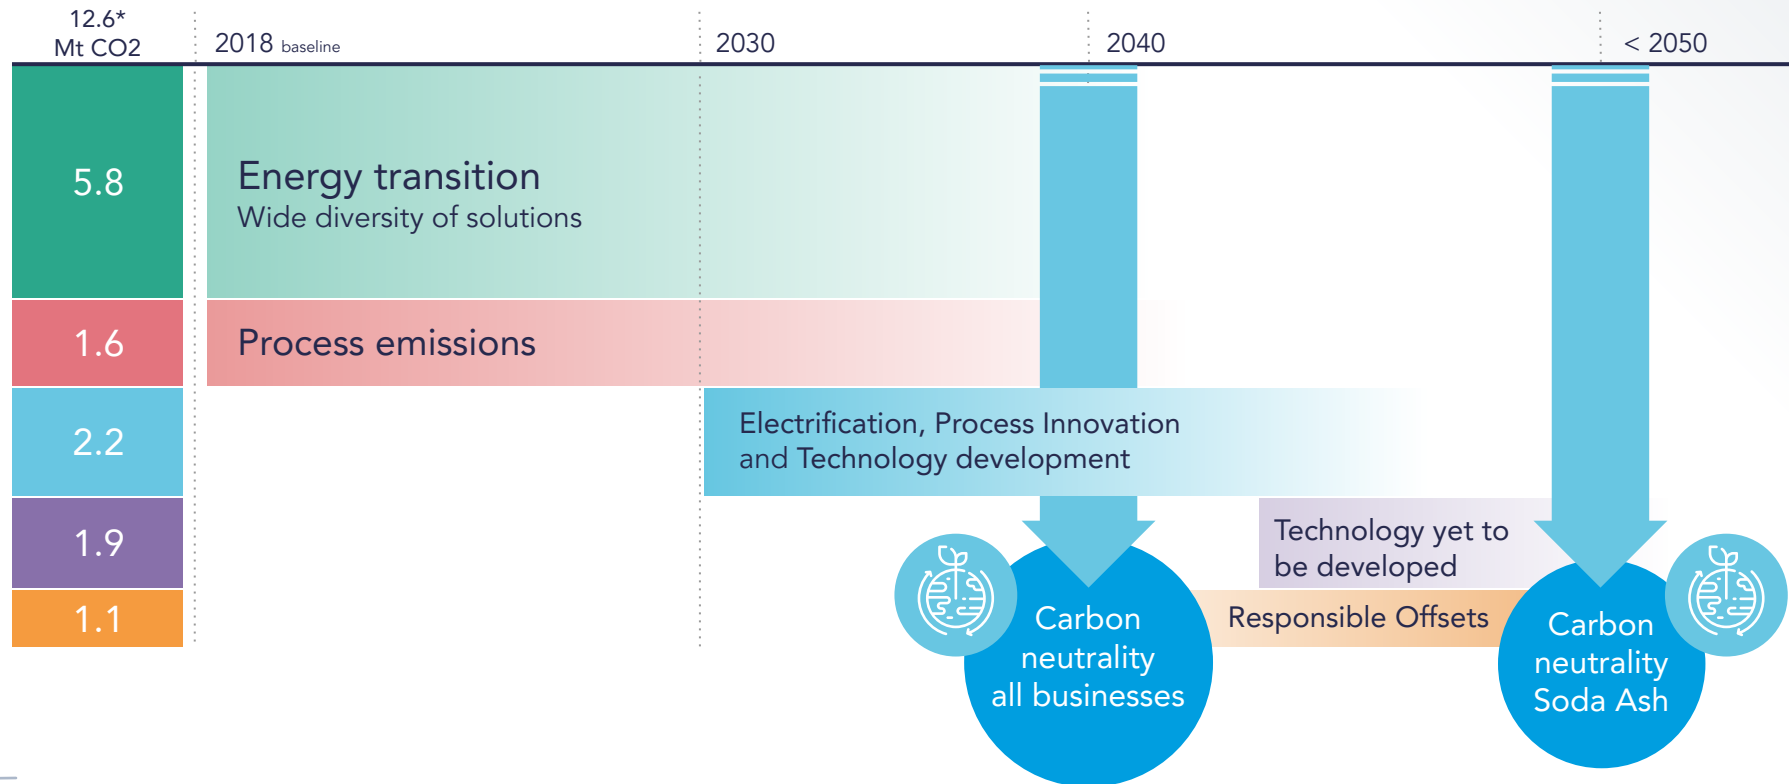 12.6*
Mt CO2
2018 baseline
2030
2040
< 2050
5.8
Energy transition
Wide diversity of solutions
1.6
Process emissions
2.2
Electrification, Process Innovation
and Technology development
1.9
Technology yet to
be developed
1.1
Responsible Offsets
Carbon
neutrality
all businesses
Carbon
neutrality
Soda Ash